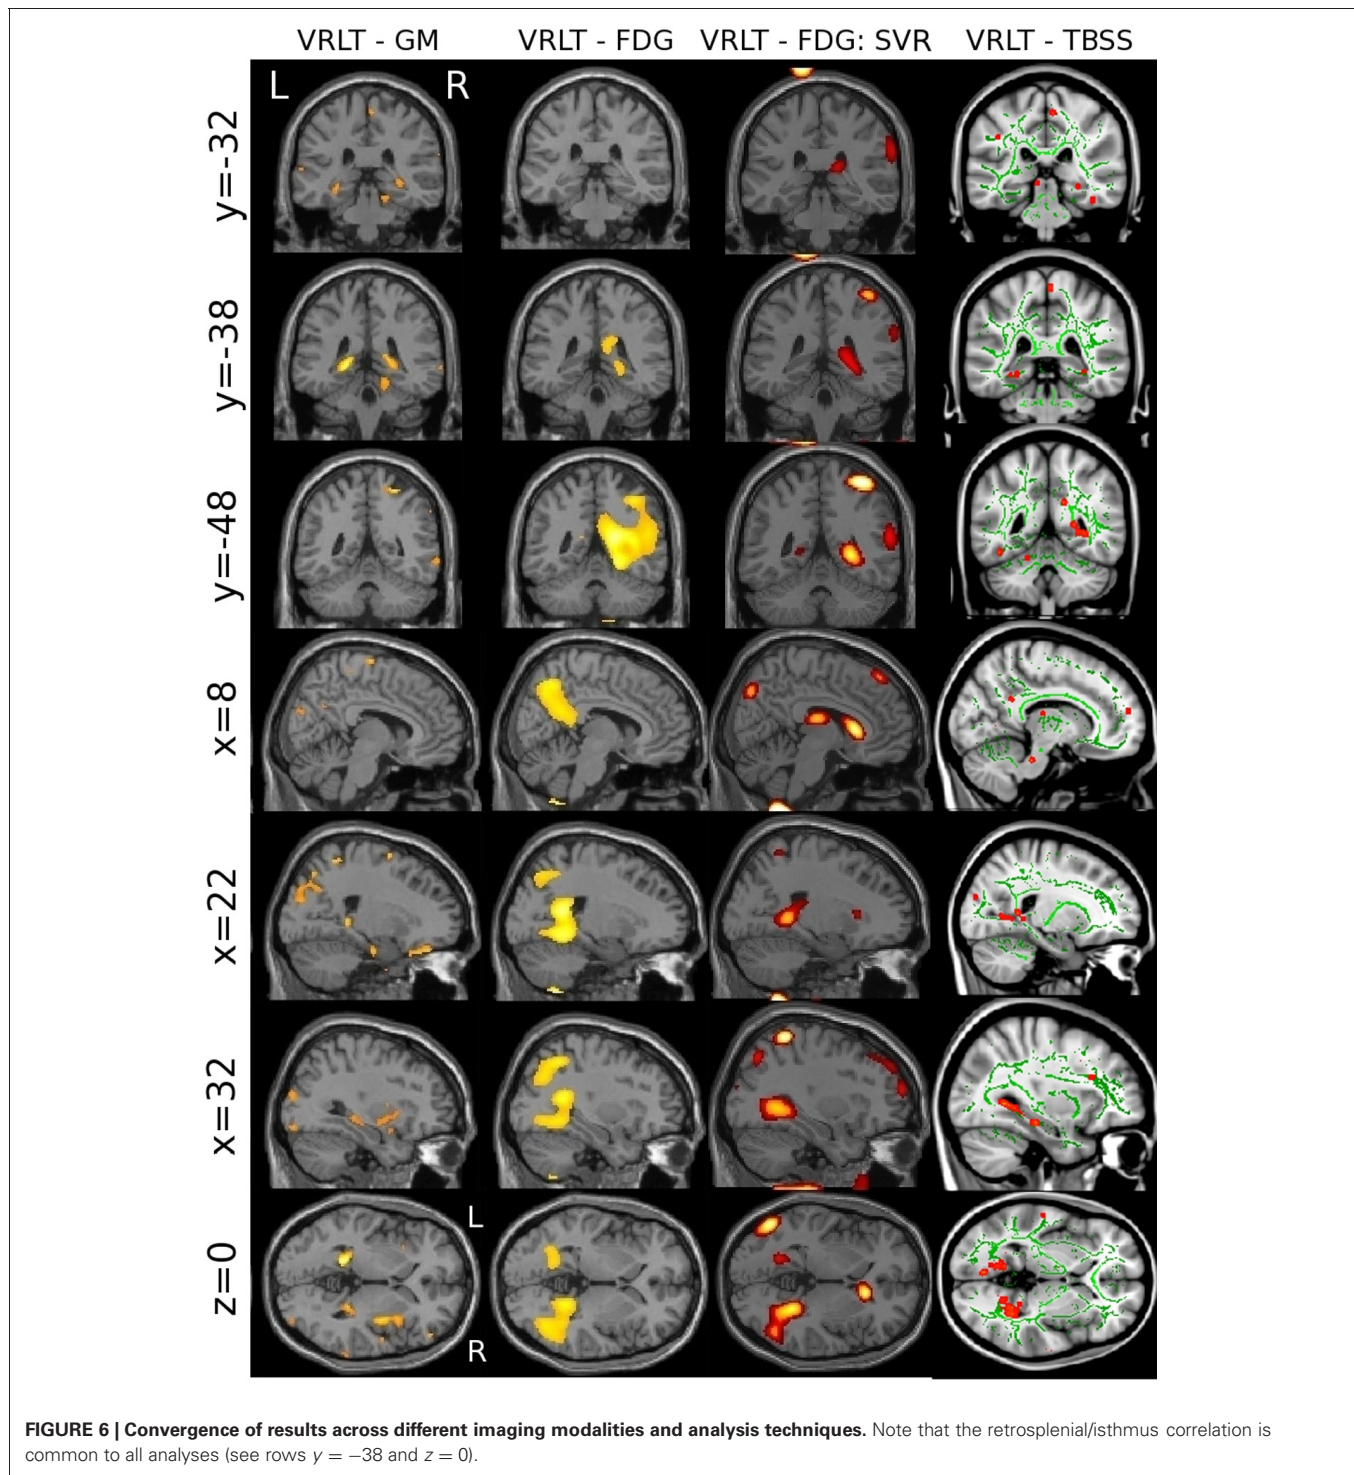 VRLT - GM VRLT - FDG VRLT - FDG: SVR VRLT - TBSS
L R
y=-32
y=-38
y=-48
x=8
x=22
x=32
L
z=0
R
FIGURE 6 | Convergence of results across different imaging modalities and analysis techniques. Note that the retrosplenial/isthmus correlation is
common to all analyses (see rows y = −38 and z = 0).